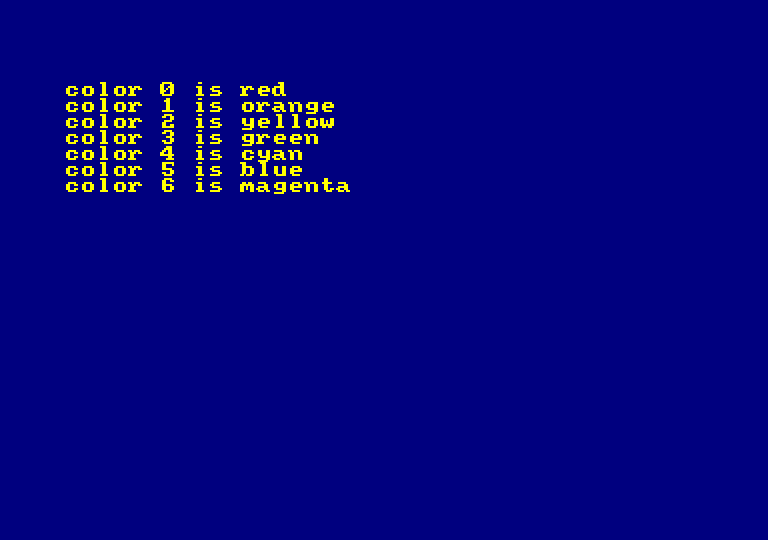 color 0 is red
color 1 is orange
color 2 is yellow
color 3 is green
color 4 is cyan
color 5 is blue
color 6 is magenta